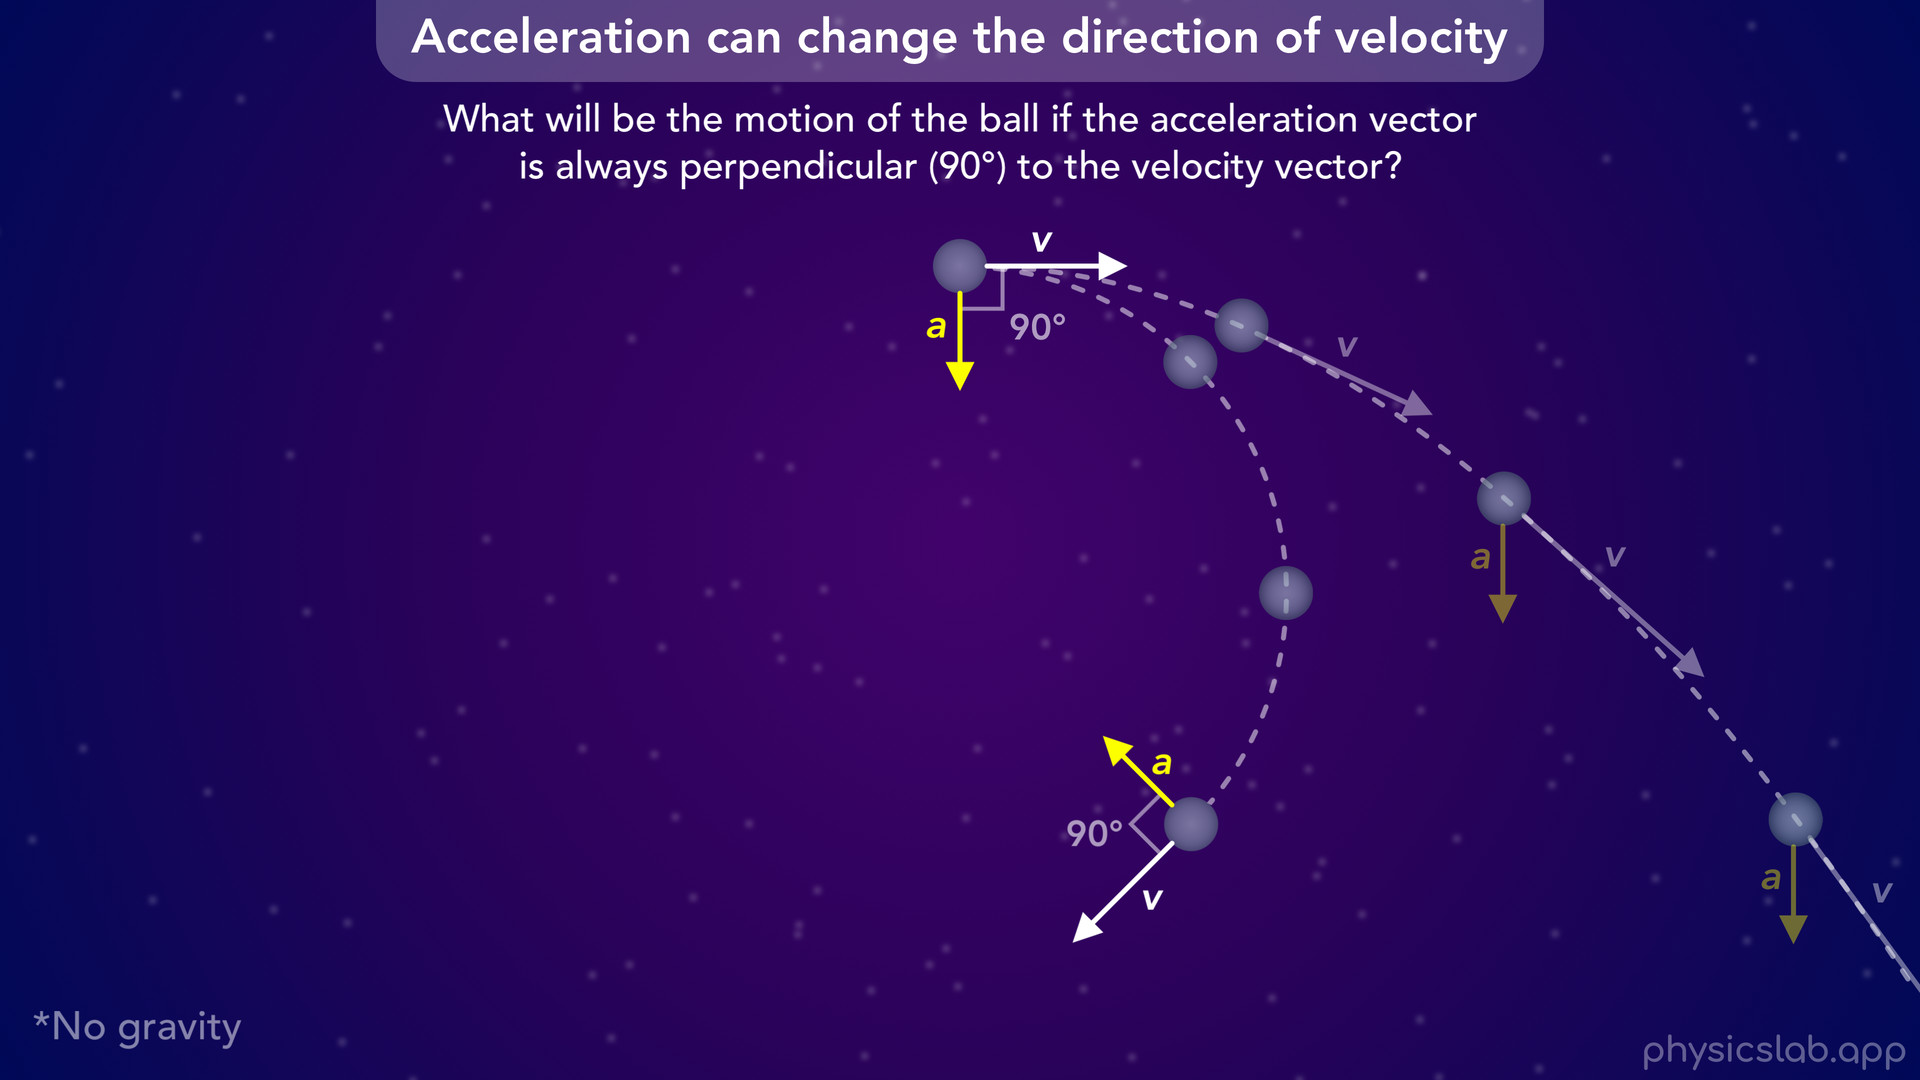 Acceleration can change the direction of velocity
What will be the motion of the ball if the acceleration vector
is always perpendicular (90°) to the velocity vector?
v
a
90°
v
a
v
a
90°
v
a
v
*No gravity
physicslab.app